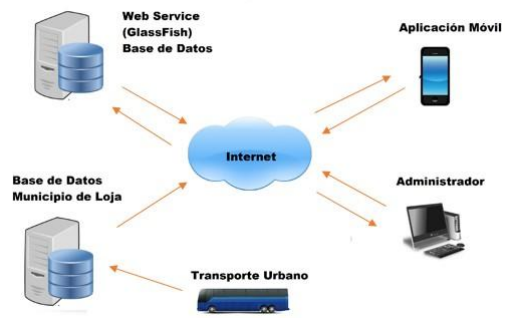 Web Service
(GlassFish)
Base de Datos
Aplicación Móvil
Internet
Base de Datos
Municipio de Loja
Administrador
Transporte Urbano